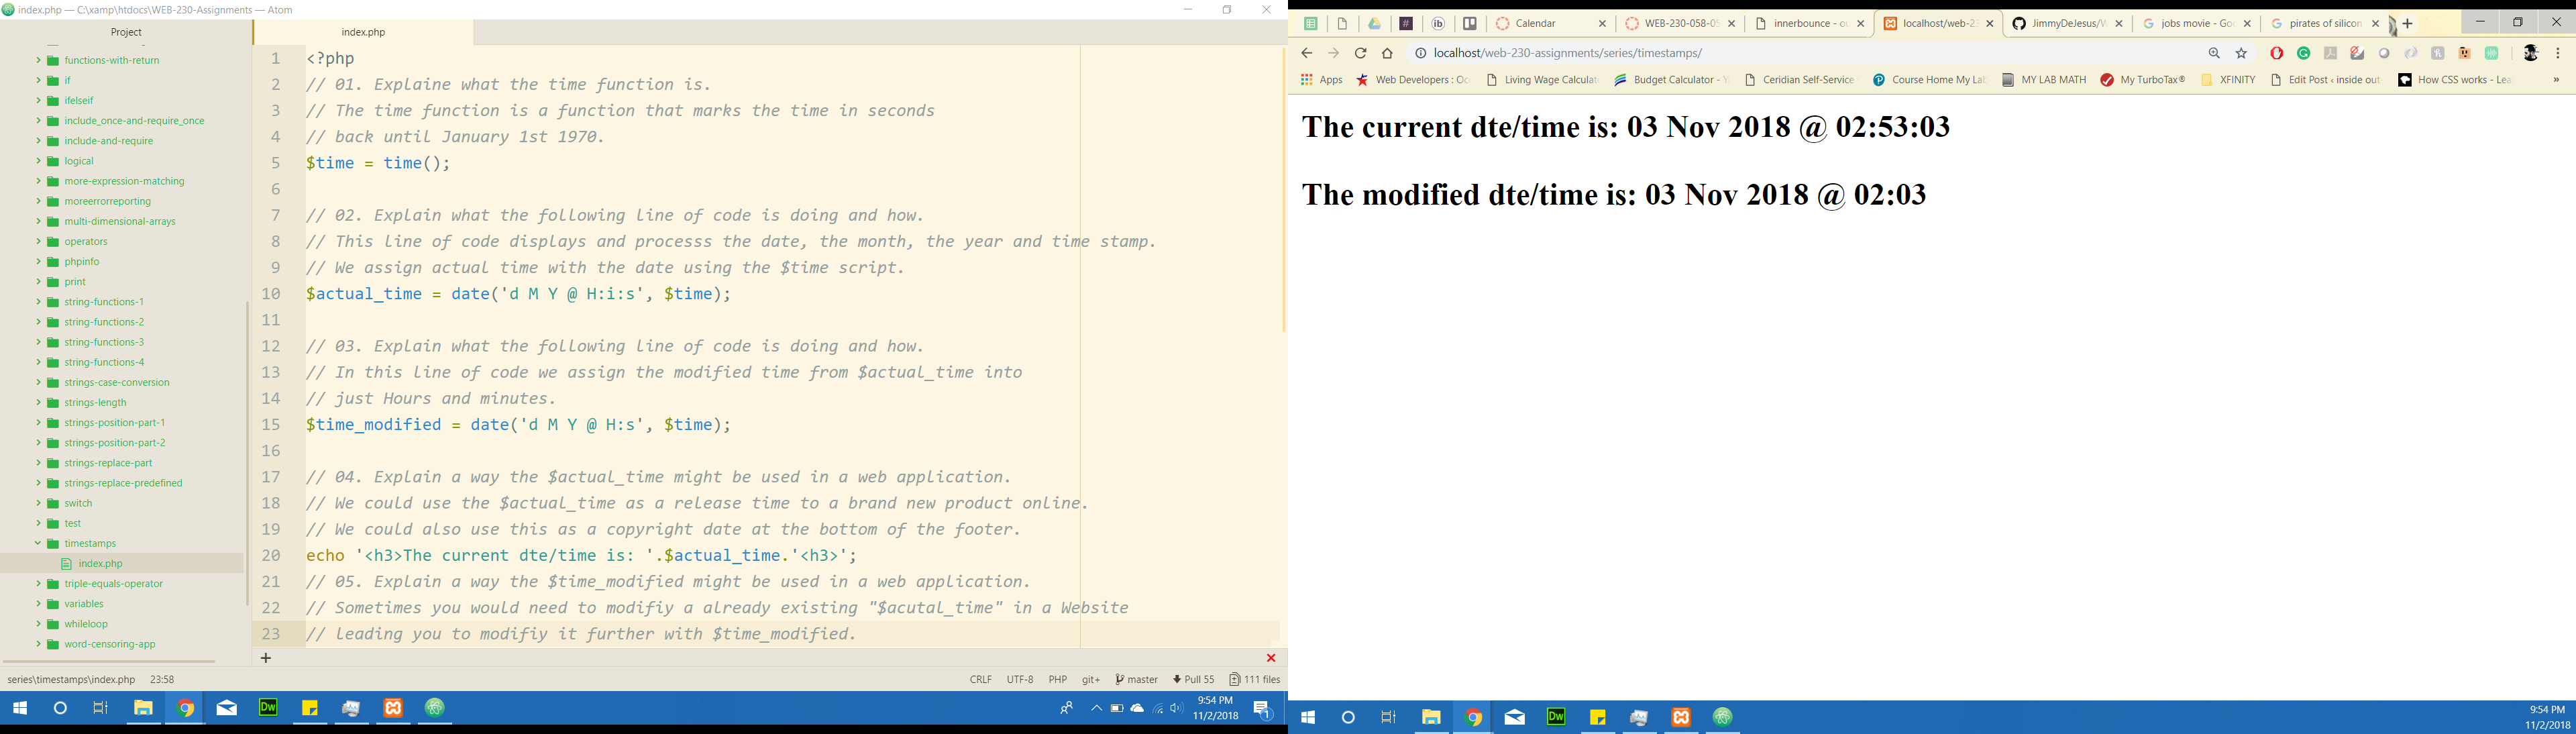 index.php — C:\xamp\htdocs\WEB-230-Assignments — Atom
Project
functions-with-return
if
ifelseif
include_once-and-require_once
include-and-require
logical
more-expression-matching
moreerrorreporting
multi-dimensional-arrays
operators
phpinfo
print
string-functions-1
string-functions-2
string-functions-3
string-functions-4
strings-case-conversion
strings-length
strings-position-part-1
strings-position-part-2
strings-replace-part
strings-replace-predefined
switch
test
timestamps
index.php
triple-equals-operator
variables
whileloop
word-censoring-app
index.php
1 <?php
2 // 01. Explaine what the time function is.
3 // The time function is a function that marks the time in seconds
4 // back until January 1st 1970.
5 $time = time();
6
7 // 02. Explain what the following line of code is doing and how.
8 // This line of code displays and processs the date, the month, the year and time stamp.
9 // We assign actual time with the date using the $time script.
10 $actual_time = date('d M Y @ H:i:s', $time);
11
12 // 03. Explain what the following line of code is doing and how.
13 // In this line of code we assign the modified time from $actual_time into
14 // just Hours and minutes.
15 $time_modified = date('d M Y @ H:s', $time);
16
17 // 04. Explain a way the $actual_time might be used in a web application.
18 // We could use the $actual_time as a release time to a brand new product online.
19 // We could also use this as a copyright date at the bottom of the footer.
20 echo '<h3>The current dte/time is: '.$actual_time.'<h3>';
21 // 05. Explain a way the $time_modified might be used in a web application.
22 // Sometimes you would need to modifiy a already existing "$acutal_time" in a Website
23 // leading you to modifiy it further with $time_modified.
series\timestamps\index.php 23:58 CRLF UTF-8 PHP git+ master Pull 55 111 files
Dw 9:54 PM
11/2/2018 1
# ib Calendar WEB-230-058-05 innerbounce - ou localhost/web-23 JimmyDeJesus/W jobs movie - Goo pirates of silicon
localhost/web-230-assignments/series/timestamps/
Apps Web Developers : Oc Living Wage Calculat Budget Calculator - Y Ceridian Self-Service Course Home My Lab MY LAB MATH My TurboTax® XFINITY Edit Post ‹ inside out How CSS works - Lea »
The current dte/time is: 03 Nov 2018 @ 02:53:03
The modified dte/time is: 03 Nov 2018 @ 02:03
Dw 9:54 PM
11/2/2018